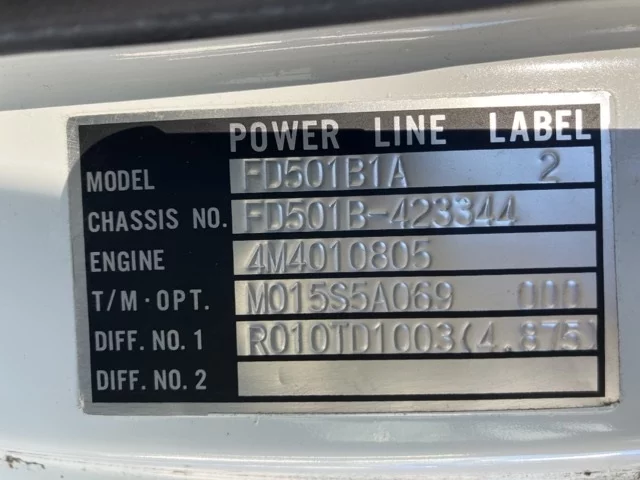 POWER LINE LABEL
MODEL FD501B1A 2
CHASSIS NO. FD501B-423344
ENGINE 4M4010805
T/M·OPT. M015S5A069 000
DIFF. NO. 1 R010TD1003(4.875)
DIFF. NO. 2